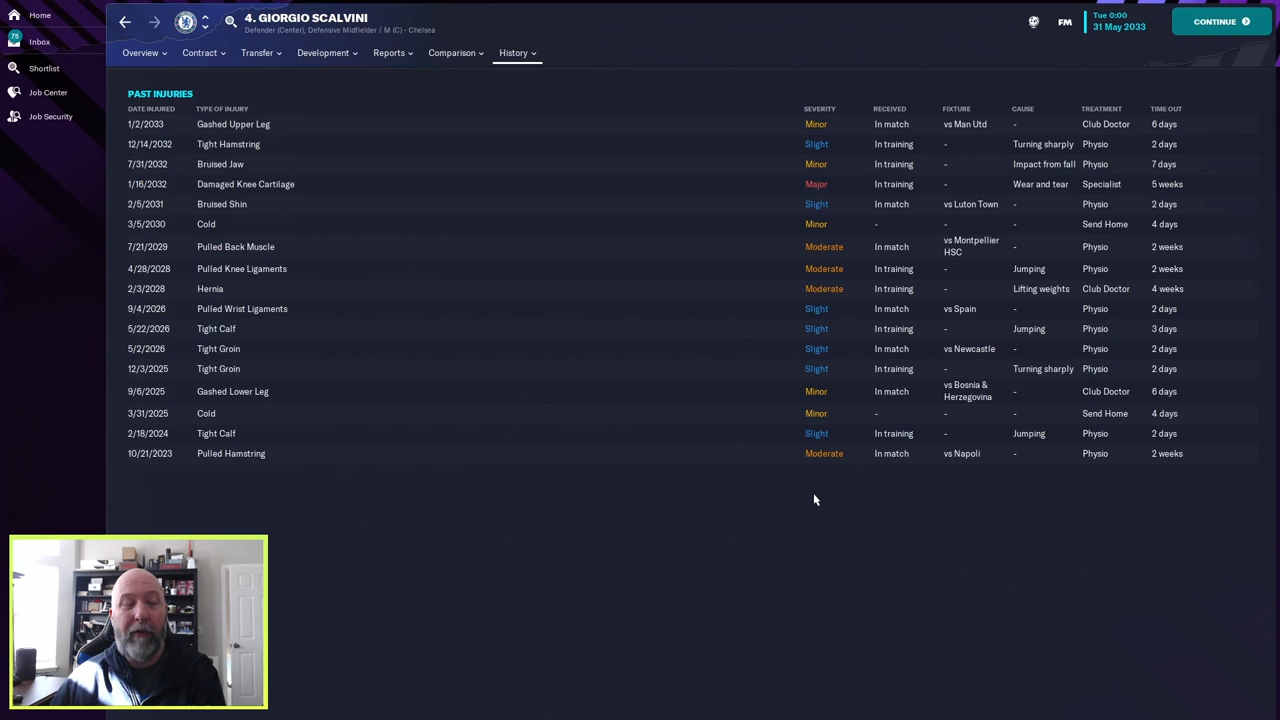 Home
75
Inbox
Shortlist
Job Center
Job Security
4. GIORGIO SCALVINI
Defender (Center), Defensive Midfielder / M (C) - Chelsea
FM
Tue 0:00
31 May 2033
CONTINUE
Overview Contract Transfer Development Reports Comparison History
PAST INJURIES
DATE INJURED TYPE OF INJURY SEVERITY RECEIVED FIXTURE CAUSE TREATMENT TIME OUT
1/2/2033 Gashed Upper Leg Minor In match vs Man Utd - Club Doctor 6 days
12/14/2032 Tight Hamstring Slight In training - Turning sharply Physio 2 days
7/31/2032 Bruised Jaw Minor In training - Impact from fall Physio 7 days
1/16/2032 Damaged Knee Cartilage Major In training - Wear and tear Specialist 5 weeks
2/5/2031 Bruised Shin Slight In match vs Luton Town - Physio 2 days
3/5/2030 Cold Minor - - - Send Home 4 days
7/21/2029 Pulled Back Muscle Moderate In match vs Montpellier HSC - Physio 2 weeks
4/28/2028 Pulled Knee Ligaments Moderate In training - Jumping Physio 2 weeks
2/3/2028 Hernia Moderate In training - Lifting weights Club Doctor 4 weeks
9/4/2026 Pulled Wrist Ligaments Slight In match vs Spain - Physio 2 days
5/22/2026 Tight Calf Slight In training - Jumping Physio 3 days
5/2/2026 Tight Groin Slight In match vs Newcastle - Physio 2 days
12/3/2025 Tight Groin Slight In training - Turning sharply Physio 2 days
9/6/2025 Gashed Lower Leg Minor In match vs Bosnia & Herzegovina - Club Doctor 6 days
3/31/2025 Cold Minor - - - Send Home 4 days
2/18/2024 Tight Calf Slight In training - Jumping Physio 2 days
10/21/2023 Pulled Hamstring Moderate In match vs Napoli - Physio 2 weeks